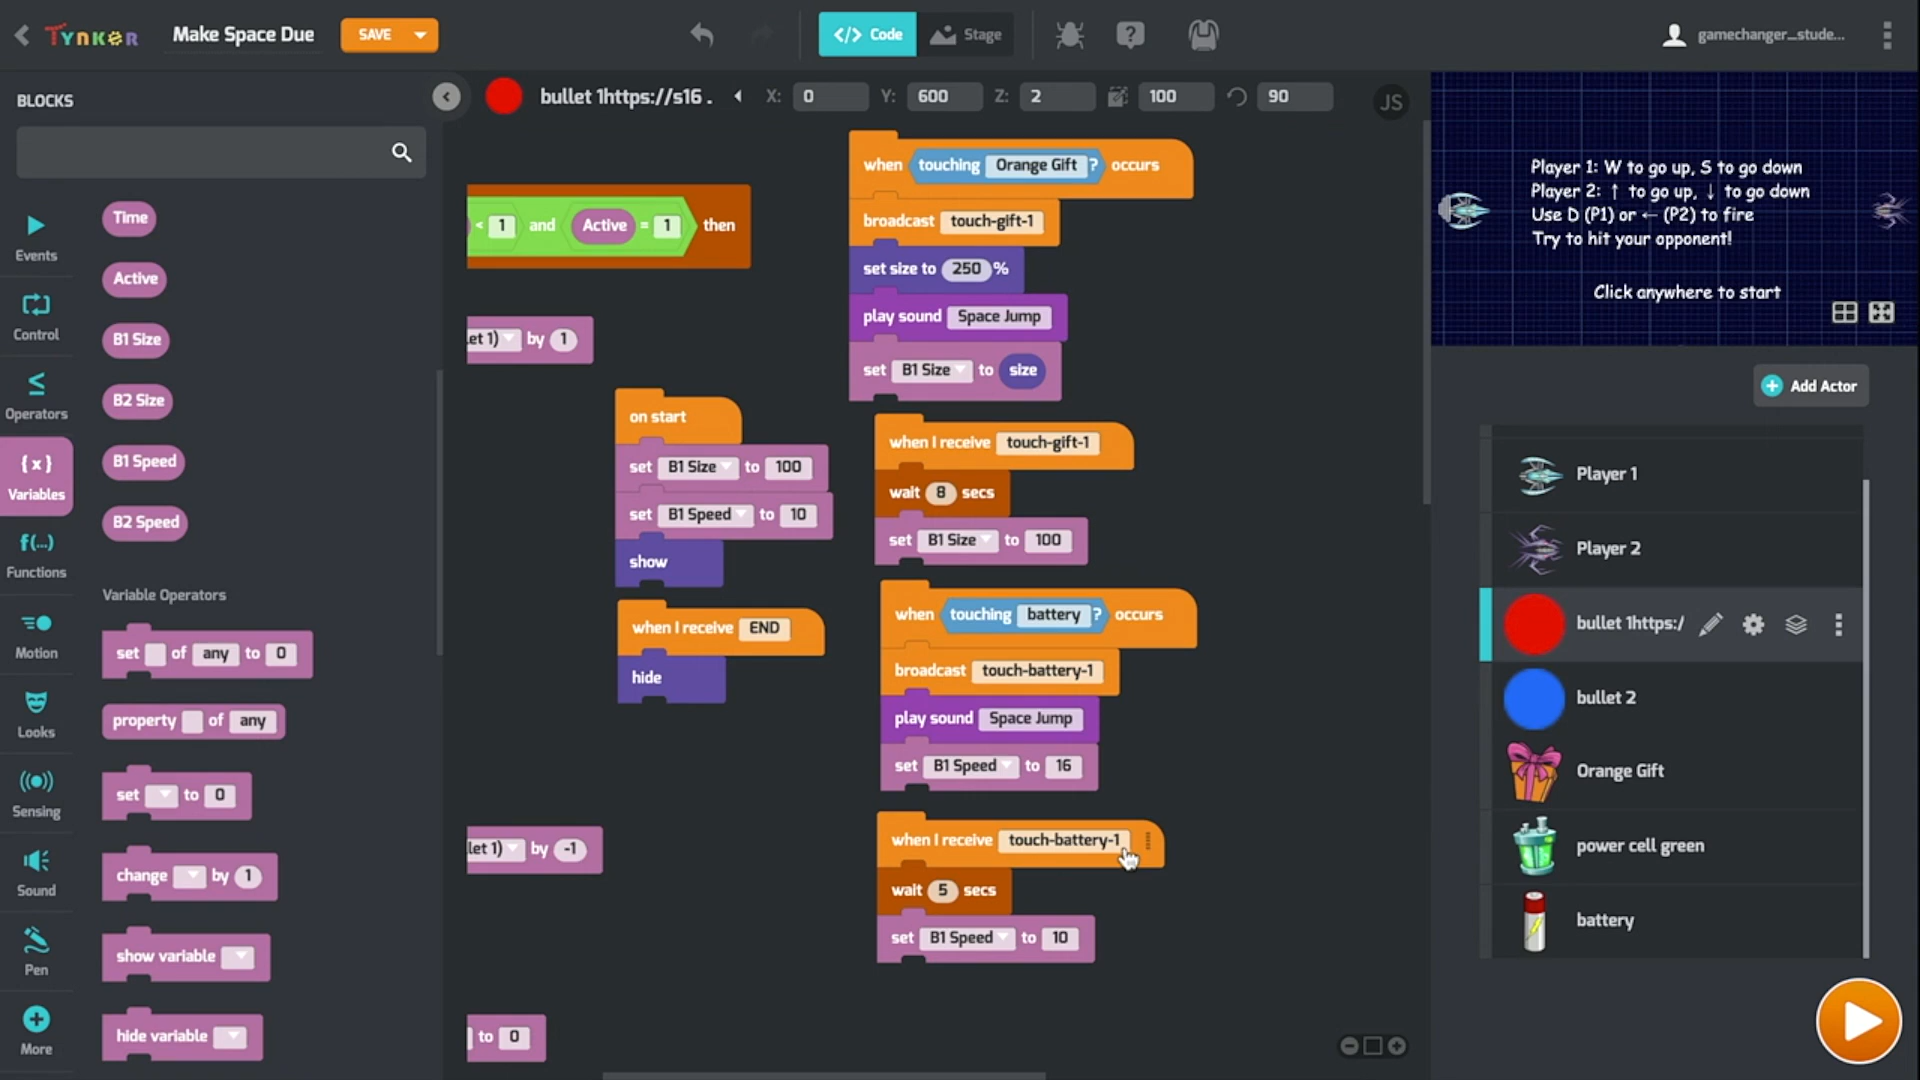 TYNKER
Make Space Due
SAVE
</> Code
Stage
gamechanger_stude...
BLOCKS
bullet 1https://s16 .
X: 0
Y: 600
Z: 2
100
90
JS
Events
Control
Operators
{ x }
Variables
f(...)
Functions
Motion
Looks
Sensing
Sound
Pen
More
Time
Active
B1 Size
B2 Size
B1 Speed
B2 Speed
Variable Operators
set of any to 0
property of any
set to 0
change by 1
show variable
hide variable
< 1 and Active = 1 then
let 1) by 1
on start
set B1 Size to 100
set B1 Speed to 10
show
when I receive END
hide
let 1) by -1
to 0
when touching Orange Gift ? occurs
broadcast touch-gift-1
set size to 250 %
play sound Space Jump
set B1 Size to size
when I receive touch-gift-1
wait 8 secs
set B1 Size to 100
when touching battery ? occurs
broadcast touch-battery-1
play sound Space Jump
set B1 Speed to 16
when I receive touch-battery-1
wait 5 secs
set B1 Speed to 10
Player 1: W to go up, S to go down
Player 2: ↑ to go up, ↓ to go down
Use D (P1) or ← (P2) to fire
Try to hit your opponent!
Click anywhere to start
Add Actor
Player 1
Player 2
bullet 1https:/
bullet 2
Orange Gift
power cell green
battery